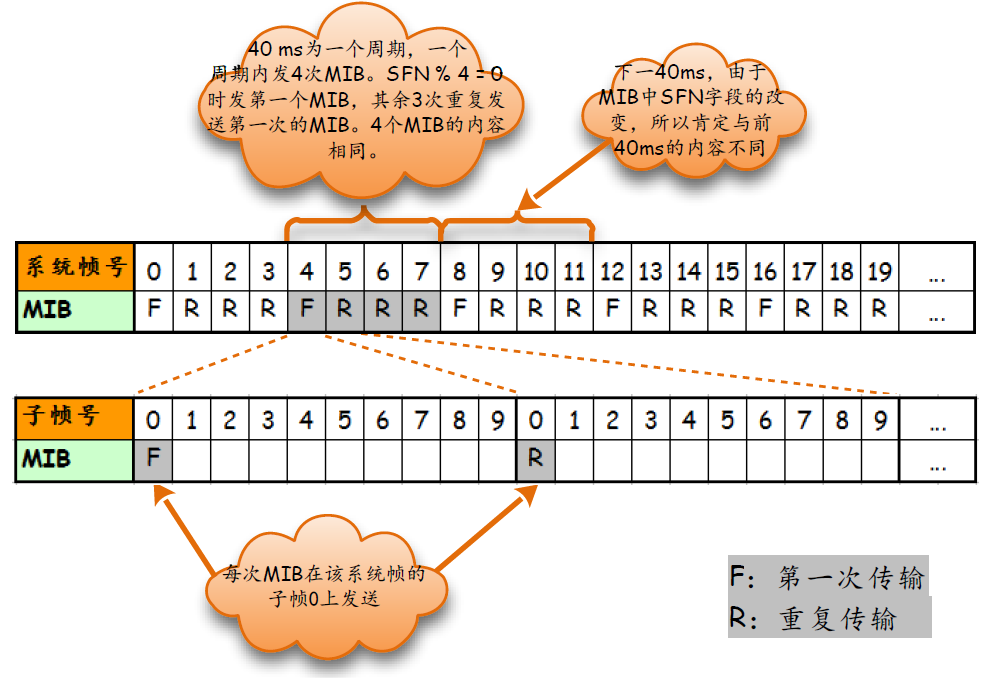 40 ms为一个周期，一个
周期内发4次MIB。SFN % 4 = 0
时发第一个MIB，其余3次重复发
送第一次的MIB。4个MIB的内容
相同。
下一40ms，由于
MIB中SFN字段的改
变，所以肯定与前
40ms的内容不同
系统帧号 0 1 2 3 4 5 6 7 8 9 10 11 12 13 14 15 16 17 18 19 ...
MIB F R R R F R R R F R R R F R R R F R R R ...
子帧号 0 1 2 3 4 5 6 7 8 9 0 1 2 3 4 5 6 7 8 9 ...
MIB F R ...
每次MIB在该系统帧的
子帧0上发送
F：第一次传输
R：重复传输